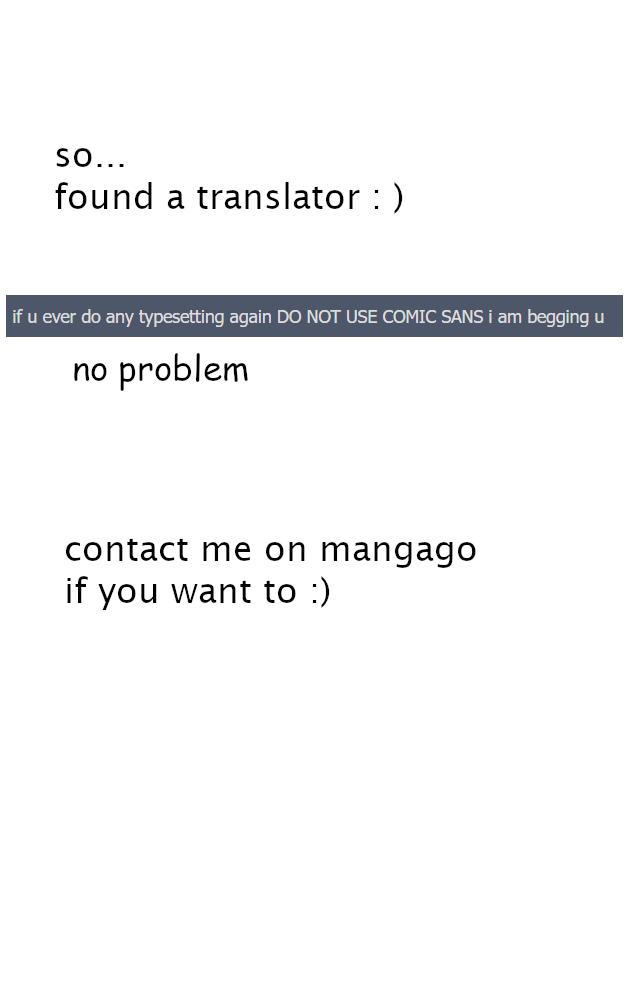 so...
found a translator : )
if u ever do any typesetting again DO NOT USE COMIC SANS i am begging u
no problem
contact me on mangago
if you want to :)